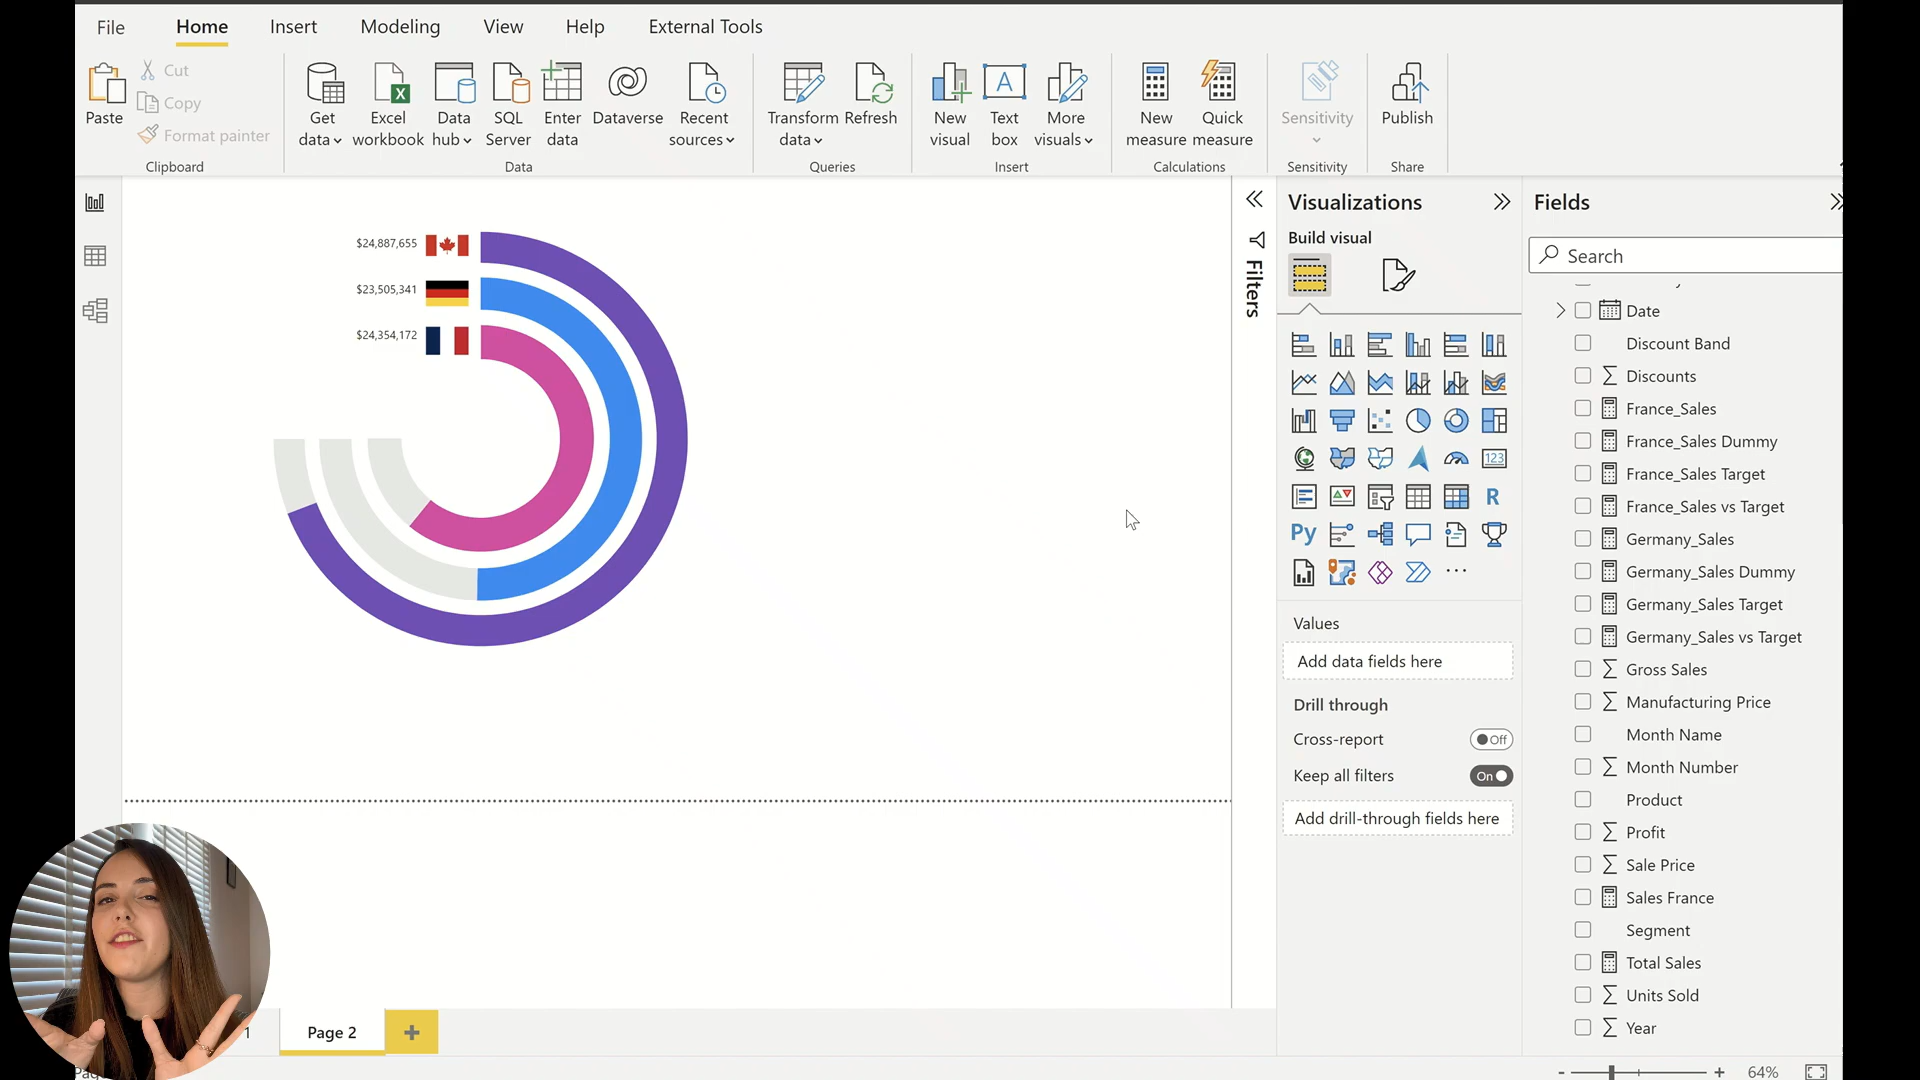 File Home Insert Modeling View Help External Tools
Paste
Cut
Copy
Format painter
Clipboard
Get data
Excel workbook
Data hub
SQL Server
Enter data
Dataverse
Recent sources
Data
Transform data
Refresh
Queries
New visual
Text box
More visuals
Insert
New measure
Quick measure
Calculations
Sensitivity
Sensitivity
Publish
Share
$24,887,655
$23,505,341
$24,354,172
Filters
Visualizations
Build visual
123
R
Py
Values
Add data fields here
Drill through
Cross-report
Off
Keep all filters
On
Add drill-through fields here
Fields
Search
Date
Discount Band
Discounts
France_Sales
France_Sales Dummy
France_Sales Target
France_Sales vs Target
Germany_Sales
Germany_Sales Dummy
Germany_Sales Target
Germany_Sales vs Target
Gross Sales
Manufacturing Price
Month Name
Month Number
Product
Profit
Sale Price
Sales France
Segment
Total Sales
Units Sold
Year
1
Page 2
+
- + 64%